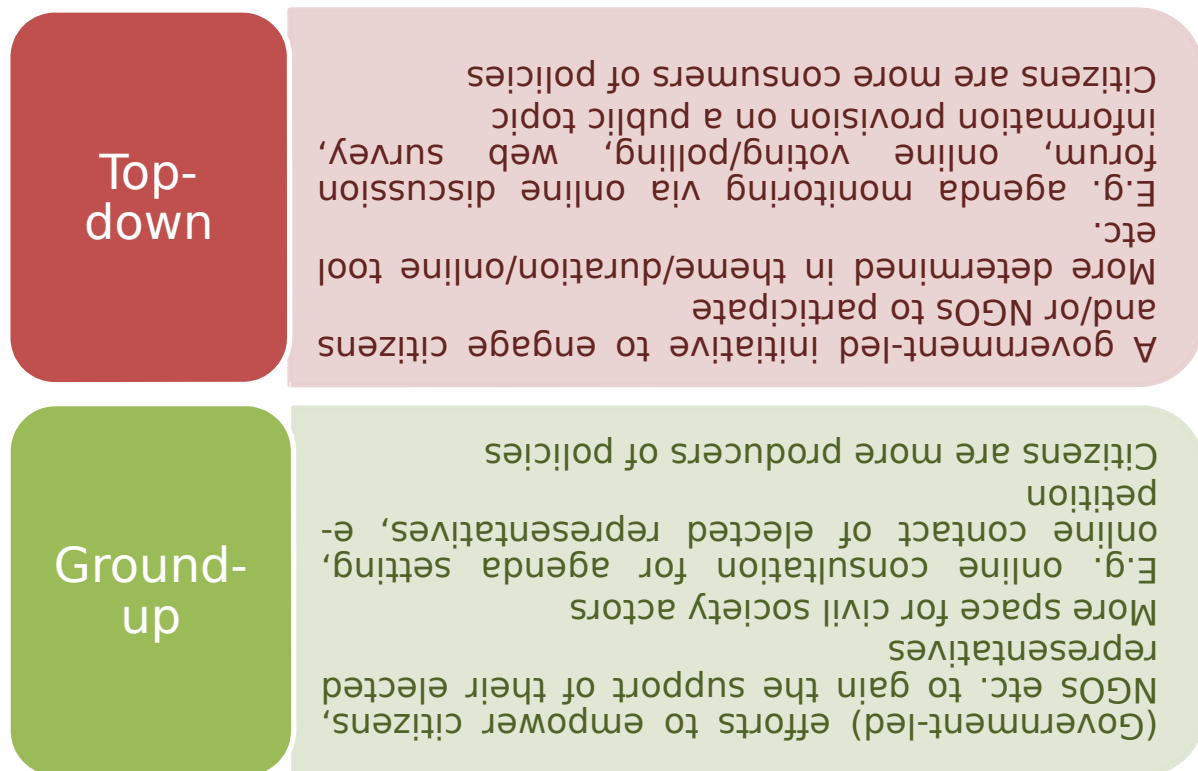 Top-
down
A government-led initiative to engage citizens
and/or NGOs to participate
More determined in theme/duration/online tool
etc.
E.g. agenda monitoring via online discussion
forum, online voting/polling, web survey,
information provision on a public topic
Citizens are more consumers of policies
Ground-
up
(Government-led) efforts to empower citizens,
NGOs etc. to gain the support of their elected
representatives
More space for civil society actors
E.g. online consultation for agenda setting,
online contact of elected representatives, e-
petition
Citizens are more producers of policies